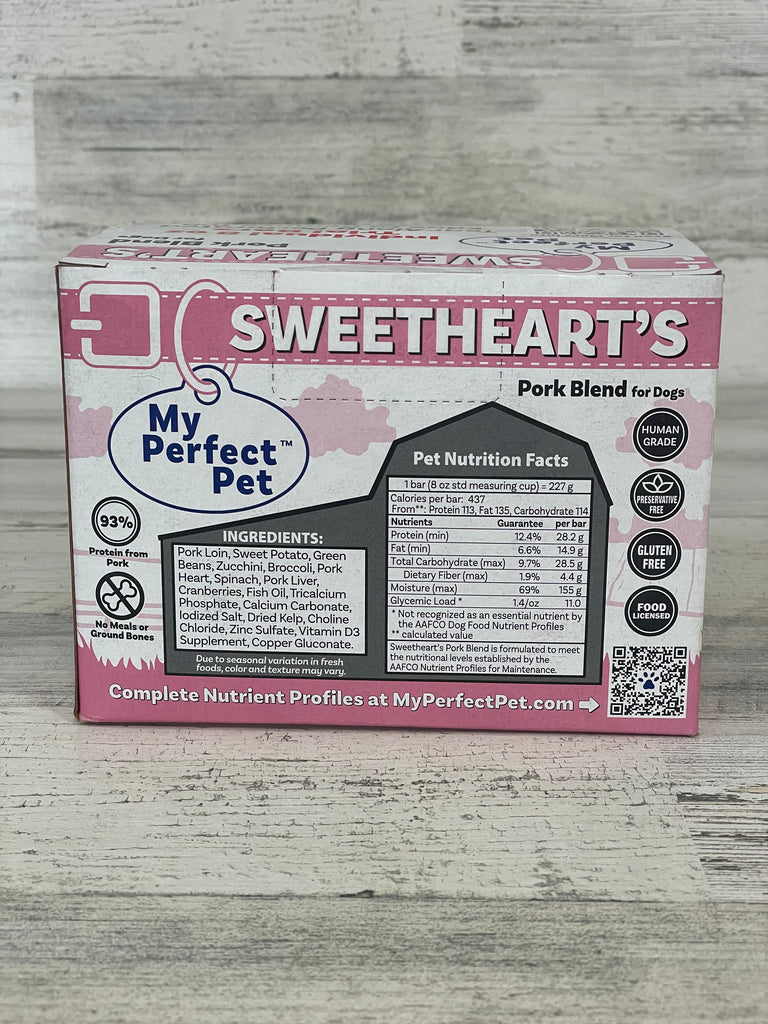 Pork Blend for Dogs
SWEETHEART'S
My
Perfect
SWEETHEART'S
Pork Blend for Dogs
My
Perfect™
Pet
HUMAN
GRADE
PRESERVATIVE
FREE
GLUTEN
FREE
FOOD
LICENSED
93%
Protein from
Pork
No Meals or
Ground Bones
INGREDIENTS:
Pork Loin, Sweet Potato, Green
Beans, Zucchini, Broccoli, Pork
Heart, Spinach, Pork Liver,
Cranberries, Fish Oil, Tricalcium
Phosphate, Calcium Carbonate,
Iodized Salt, Dried Kelp, Choline
Chloride, Zinc Sulfate, Vitamin D3
Supplement, Copper Gluconate.
Due to seasonal variation in fresh
foods, color and texture may vary.
Pet Nutrition Facts
1 bar (8 oz std measuring cup) = 227 g
Calories per bar: 437
From**: Protein 113, Fat 135, Carbohydrate 114
Nutrients Guarantee per bar
Protein (min) 12.4% 28.2 g
Fat (min) 6.6% 14.9 g
Total Carbohydrate (max) 9.7% 28.5 g
Dietary Fiber (max) 1.9% 4.4 g
Moisture (max) 69% 155 g
Glycemic Load * 1.4/oz 11.0
* Not recognized as an essential nutrient by
the AAFCO Dog Food Nutrient Profiles
** calculated value
Sweetheart's Pork Blend is formulated to meet
the nutritional levels established by the
AAFCO Nutrient Profiles for Maintenance.
Complete Nutrient Profiles at MyPerfectPet.com